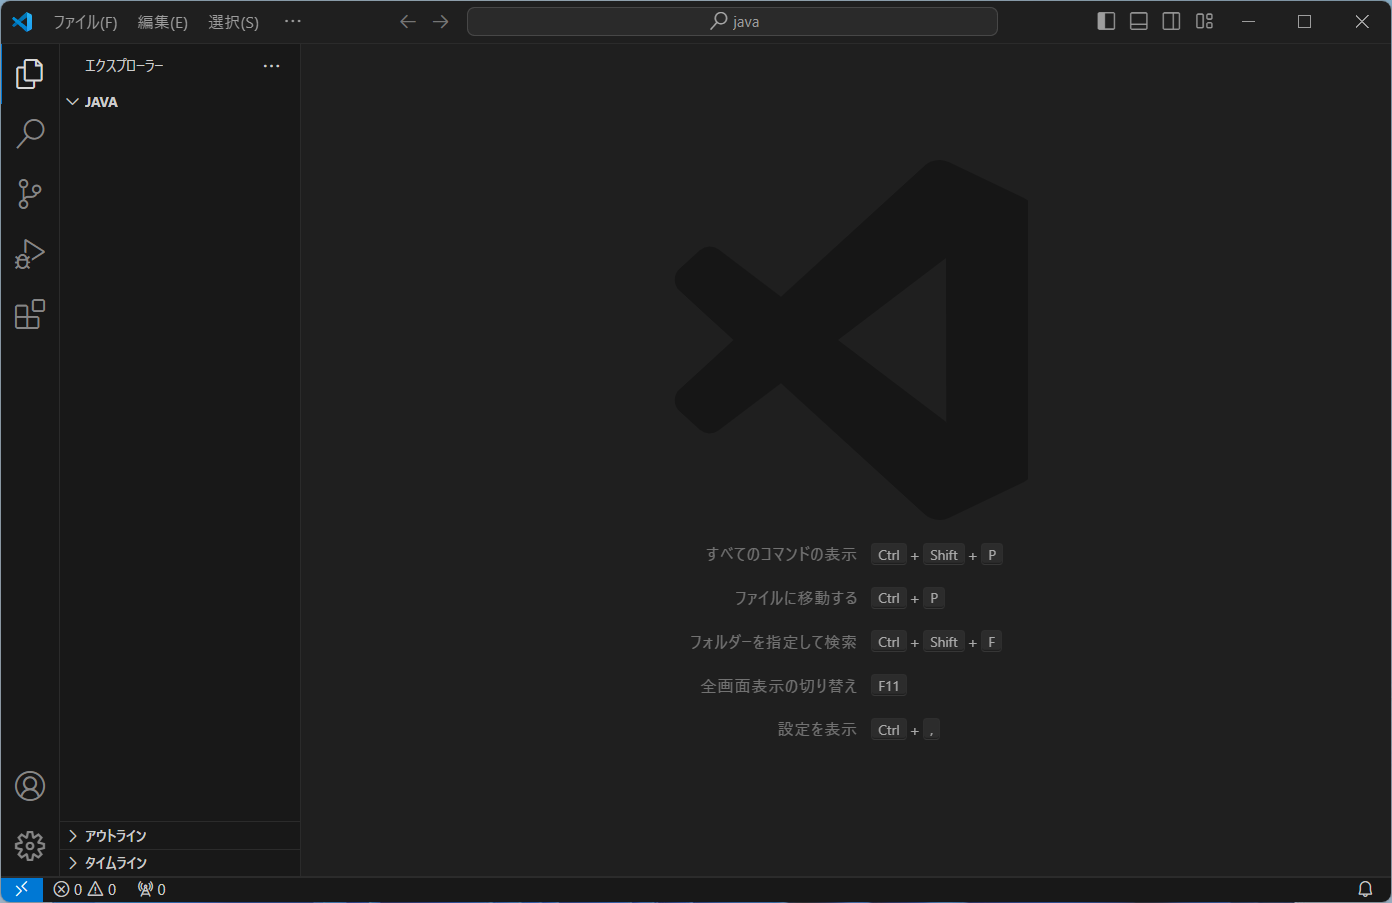 ファイル(F) 編集(E) 選択(S) ··· java
エクスプローラー ···
JAVA
すべてのコマンドの表示 Ctrl + Shift + P
ファイルに移動する Ctrl + P
フォルダーを指定して検索 Ctrl + Shift + F
全画面表示の切り替え F11
設定を表示 Ctrl + ,
アウトライン
タイムライン
0 0 0